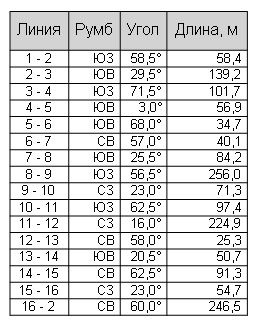 Линия Румб Угол Длина, м
1 - 2 ЮЗ 58,5° 58,4
2 - 3 ЮВ 29,5° 139,2
3 - 4 ЮЗ 71,5° 101,7
4 - 5 ЮВ 3,0° 56,9
5 - 6 ЮВ 68,0° 34,7
6 - 7 СВ 57,0° 40,1
7 - 8 ЮВ 25,5° 84,2
8 - 9 ЮЗ 56,5° 256,0
9 - 10 СЗ 23,0° 71,3
10 - 11 ЮЗ 62,5° 97,4
11 - 12 СЗ 16,0° 224,9
12 - 13 СВ 58,0° 25,3
13 - 14 ЮВ 20,5° 50,7
14 - 15 СВ 62,5° 91,3
15 - 16 СЗ 23,0° 54,7
16 - 2 СВ 60,0° 246,5